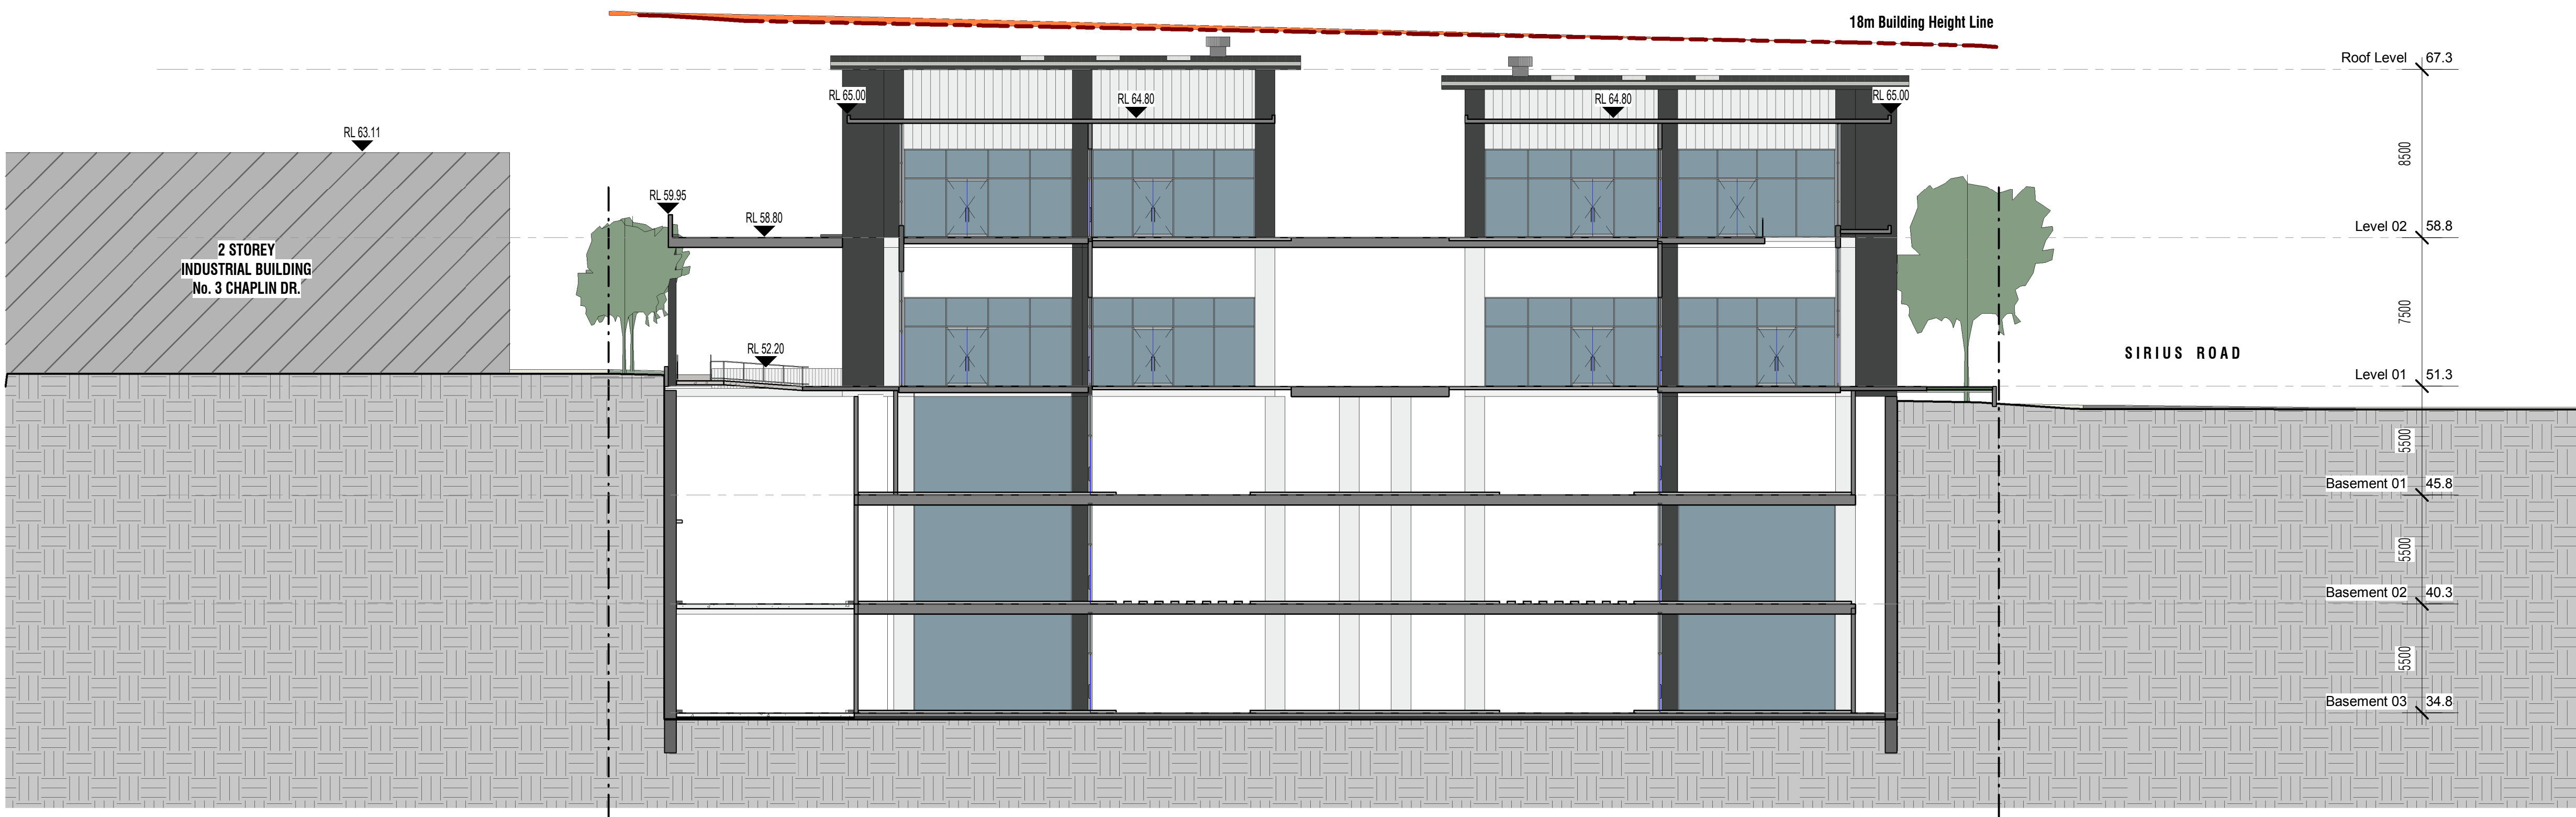 18m Building Height Line
Roof Level 67.3
RL 65.00
RL 64.80
RL 64.80
RL 65.00
RL 63.11
8500
RL 59.95
RL 58.80
Level 02 58.8
2 STOREY
INDUSTRIAL BUILDING
No. 3 CHAPLIN DR.
7500
RL 52.20
SIRIUS ROAD
Level 01 51.3
5500
Basement 01 45.8
5500
Basement 02 40.3
5500
Basement 03 34.8